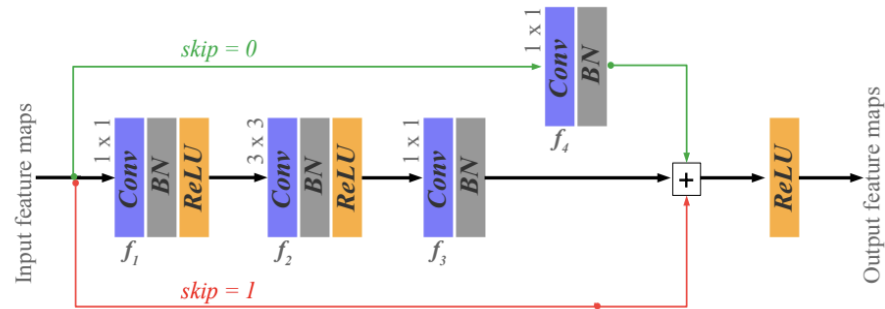 skip = 0
1 x 1
Conv
BN
f4
Input feature maps
1 x 1
Conv
BN
ReLU
f1
3 x 3
Conv
BN
ReLU
f2
1 x 1
Conv
BN
f3
+
ReLU
Output feature maps
skip = 1